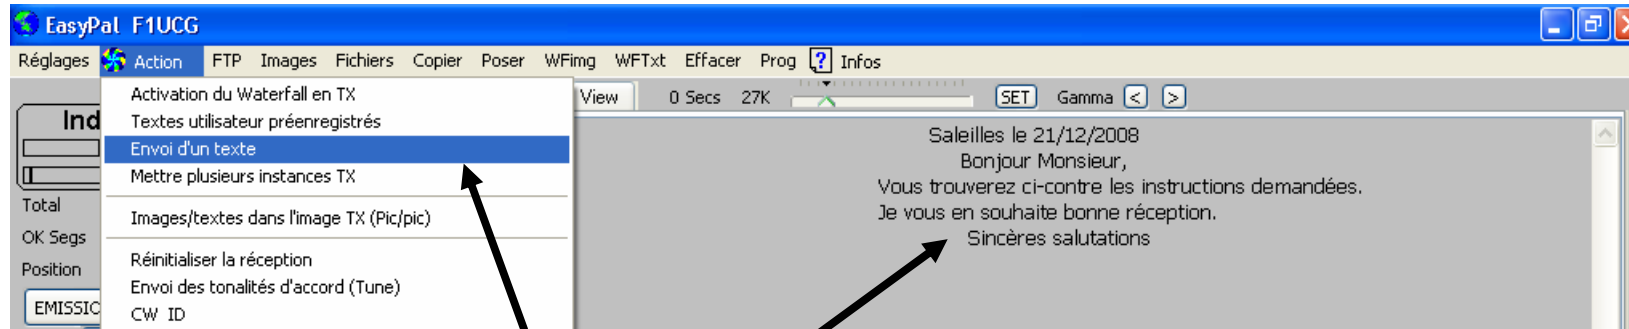 EasyPal F1UCG
Réglages Action FTP Images Fichiers Copier Poser WFimg WFTxt Effacer Prog ? Infos
View 0 Secs 27K SET Gamma < >
Activation du Waterfall en TX
Textes utilisateur préenregistrés
Envoi d'un texte
Mettre plusieurs instances TX
Images/textes dans l'image TX (Pic/pic)
Réinitialiser la réception
Envoi des tonalités d'accord (Tune)
CW ID
Ind
Total
OK Segs
Position
EMISSIO
Saleilles le 21/12/2008
Bonjour Monsieur,
Vous trouverez ci-contre les instructions demandées.
Je vous en souhaite bonne réception.
Sincères salutations